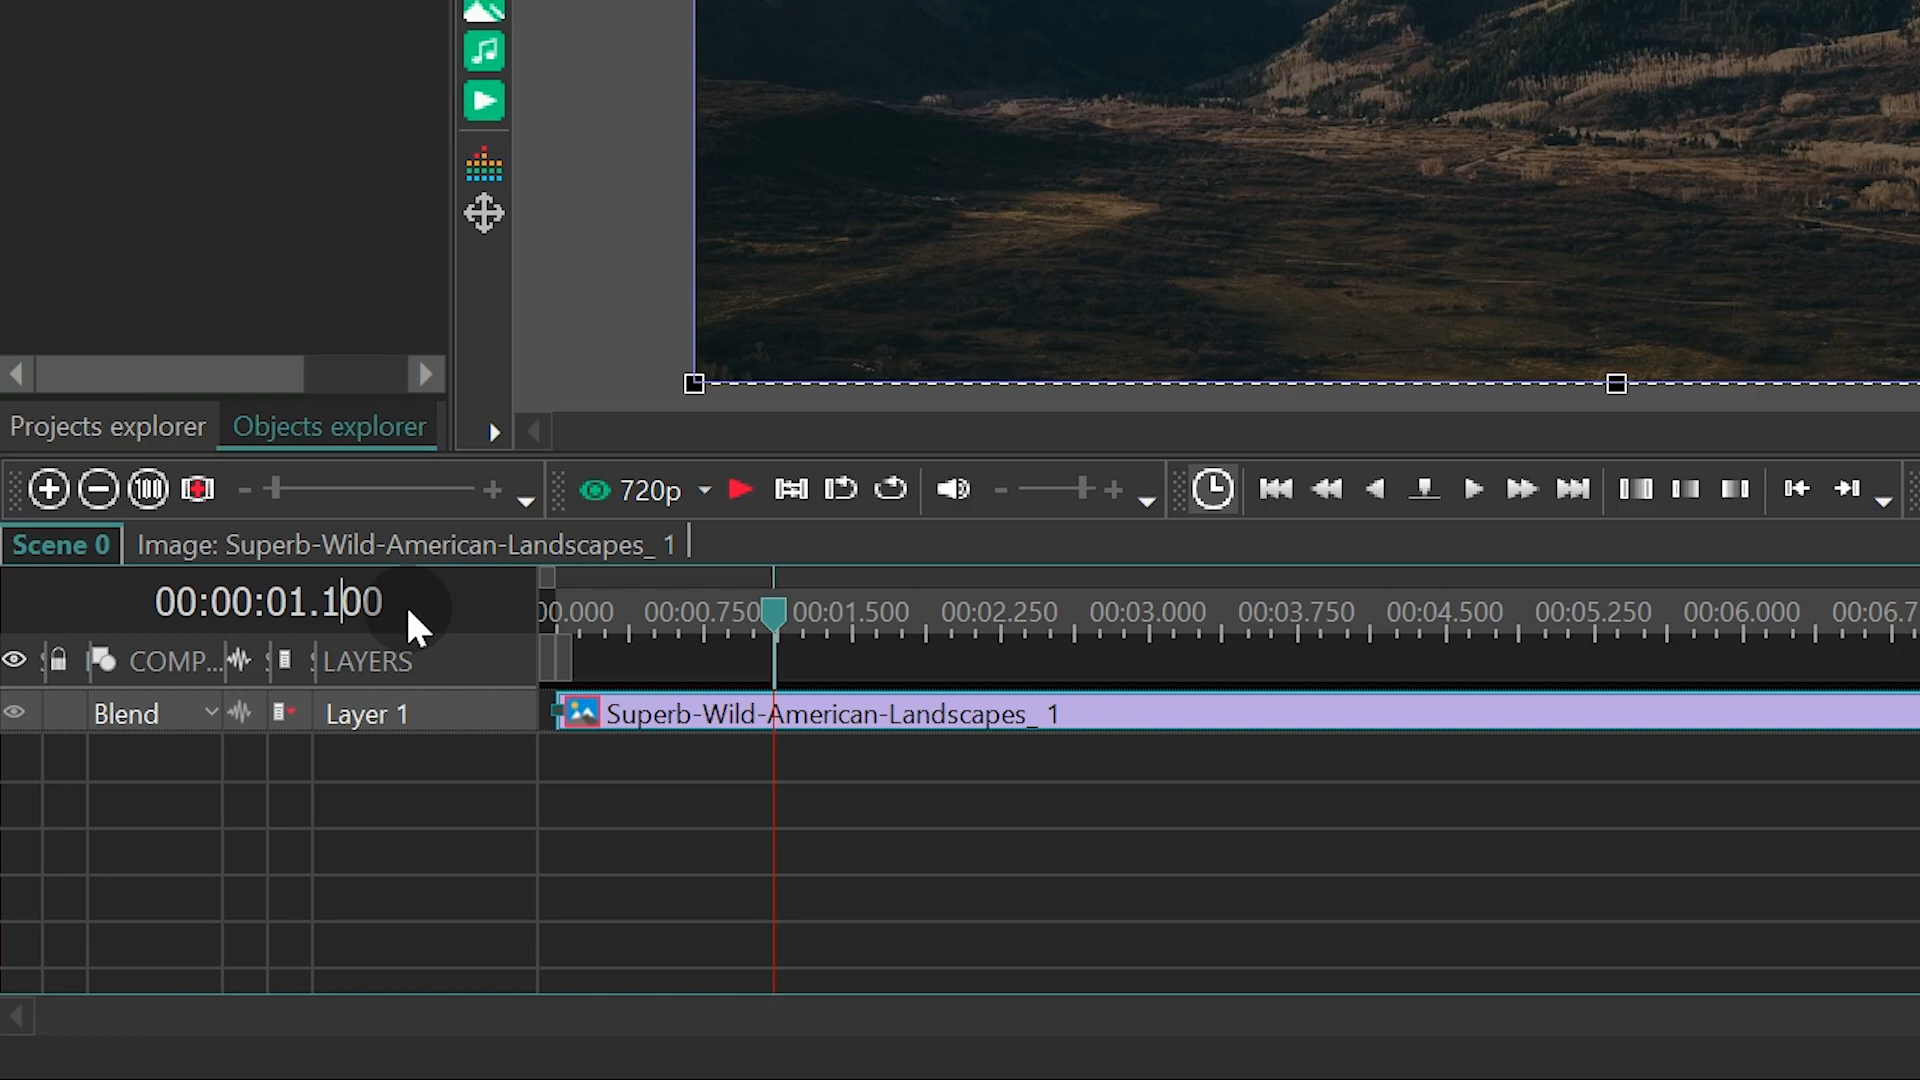 Projects explorer Objects explorer
100 720p
Scene 0 Image: Superb-Wild-American-Landscapes_ 1
00:00:01.100
00.000 00:00.750 00:01.500 00:02.250 00:03.000 00:03.750 00:04.500 00:05.250 00:06.000 00:06.7
COMP... LAYERS
Blend Layer 1 Superb-Wild-American-Landscapes_ 1